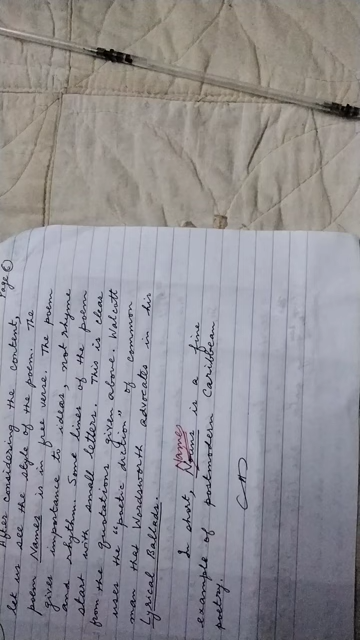 Page 6
After considering the content,
let us see the style of the poem. The
poem Names is in free verse. The poem
gives importance to ideas, not rhyme
and rhythm. Some lines of the poem
start with small letters. This is clear
from the quotations given above. Walcott
uses the "poetic diction" of common
man that Wordsworth advocates in his
Lyrical Ballads.
In short, Names is a fine
example of postmodern Caribbean
poetry.